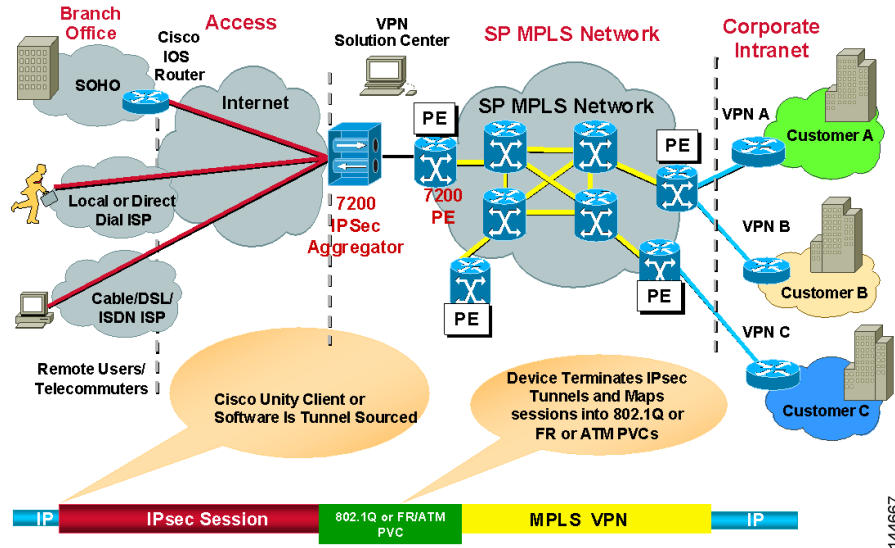 Branch
Office
Access
Cisco
IOS
Router
VPN
Solution Center
SP MPLS Network
Corporate
Intranet
SOHO
Internet
SP MPLS Network
PE
PE
VPN A
Customer A
Local or Direct
Dial ISP
7200
IPSec
Aggregator
7200
PE
VPN B
Customer B
Cable/DSL/
ISDN ISP
PE
PE
VPN C
Customer C
Remote Users/
Telecommuters
Cisco Unity Client or
Software Is Tunnel Sourced
Device Terminates IPsec
Tunnels and Maps
sessions into 802.1Q or
FR or ATM PVCs
IP
IPsec Session
802.1Q or FR/ATM
PVC
MPLS VPN
IP
144667